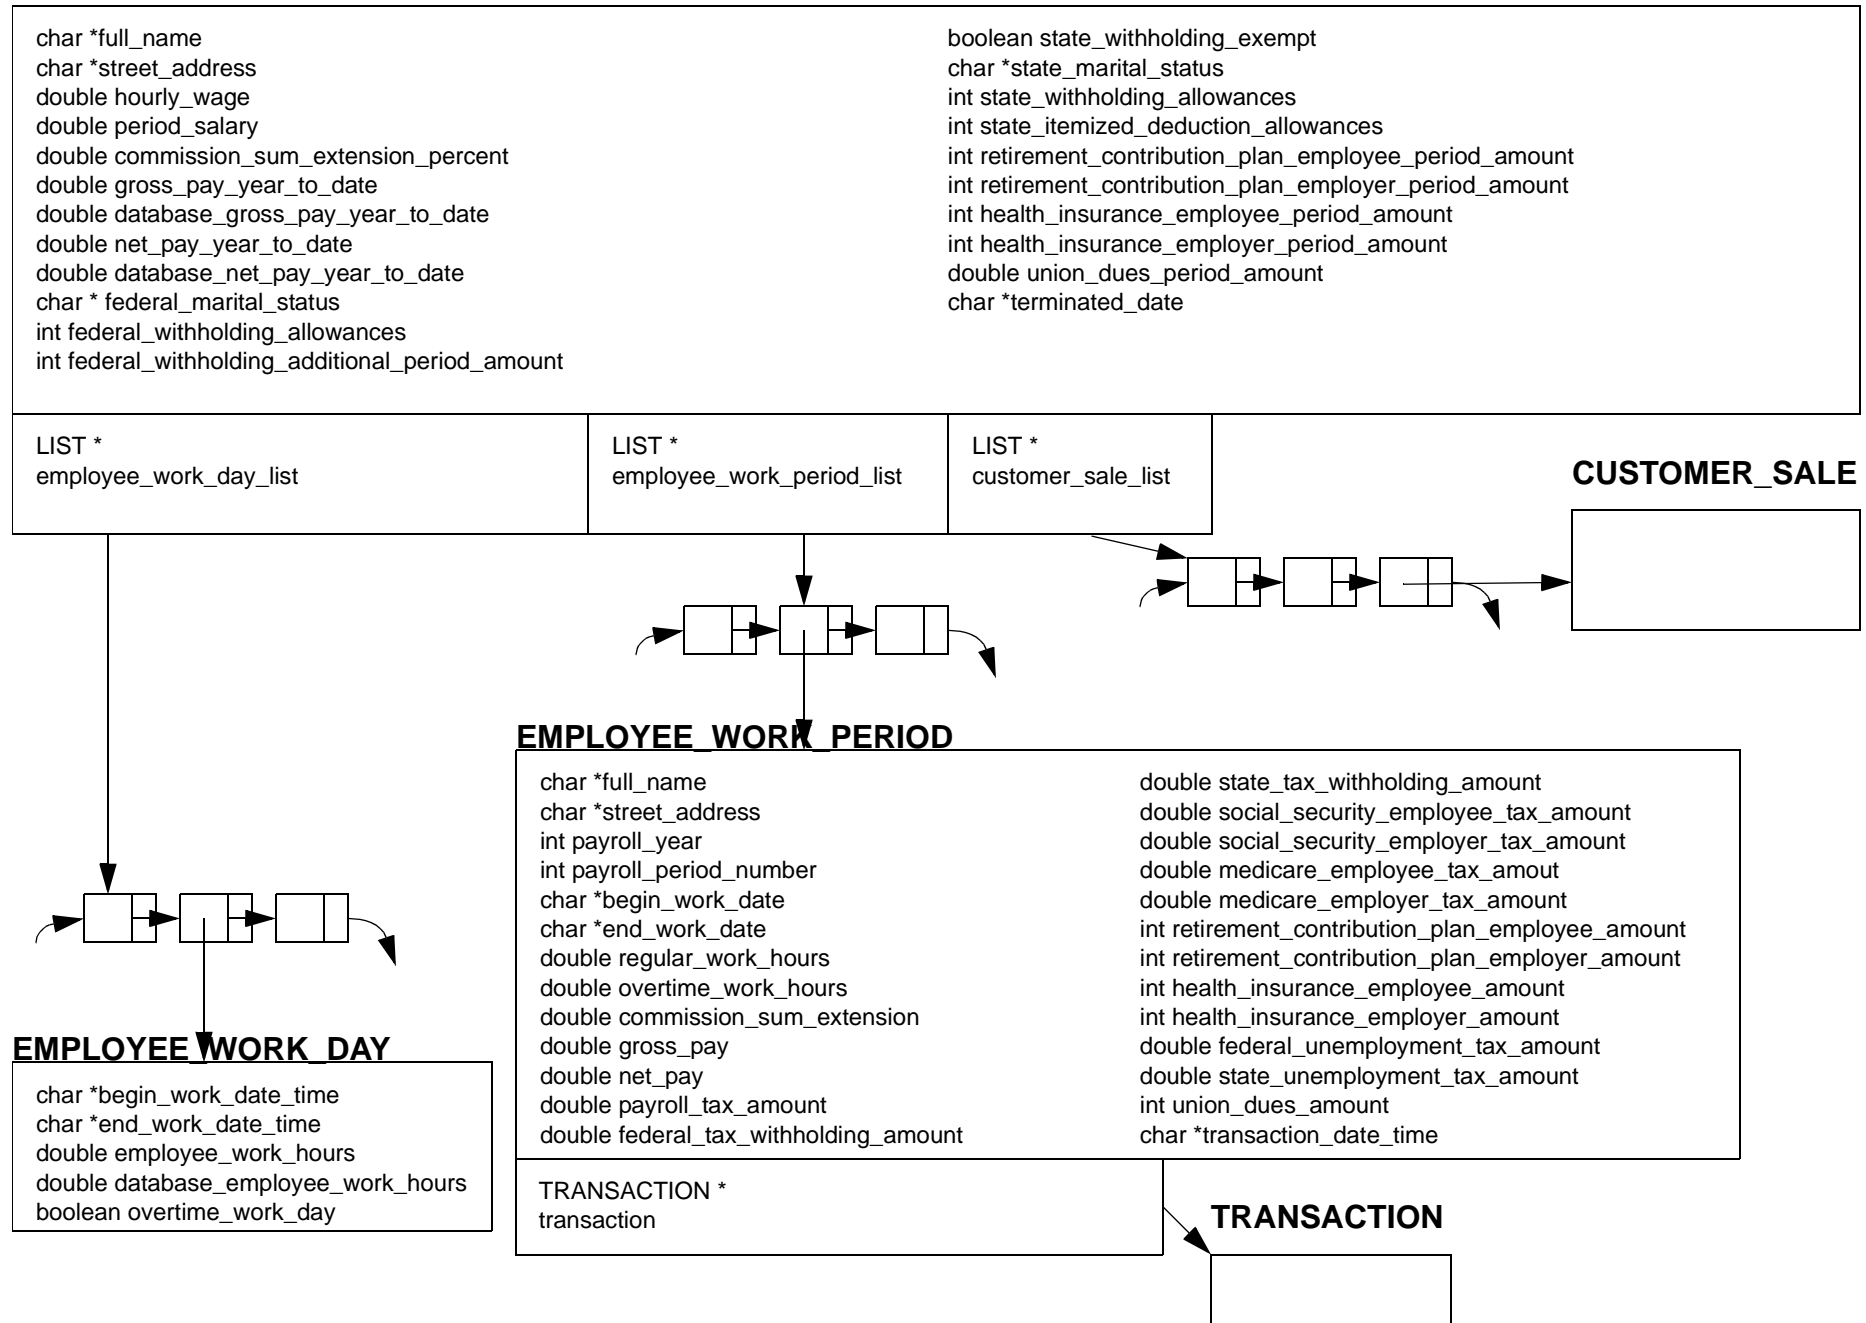 char *full_name
char *street_address
double hourly_wage
double period_salary
double commission_sum_extension_percent
double gross_pay_year_to_date
double database_gross_pay_year_to_date
double net_pay_year_to_date
double database_net_pay_year_to_date
char * federal_marital_status
int federal_withholding_allowances
int federal_withholding_additional_period_amount
boolean state_withholding_exempt
char *state_marital_status
int state_withholding_allowances
int state_itemized_deduction_allowances
int retirement_contribution_plan_employee_period_amount
int retirement_contribution_plan_employer_period_amount
int health_insurance_employee_period_amount
int health_insurance_employer_period_amount
double union_dues_period_amount
char *terminated_date
LIST *
employee_work_day_list
LIST *
employee_work_period_list
LIST *
customer_sale_list
CUSTOMER_SALE
EMPLOYEE_WORK_PERIOD
char *full_name
char *street_address
int payroll_year
int payroll_period_number
char *begin_work_date
char *end_work_date
double regular_work_hours
double overtime_work_hours
double commission_sum_extension
double gross_pay
double net_pay
double payroll_tax_amount
double federal_tax_withholding_amount
double state_tax_withholding_amount
double social_security_employee_tax_amount
double social_security_employer_tax_amount
double medicare_employee_tax_amout
double medicare_employer_tax_amount
int retirement_contribution_plan_employee_amount
int retirement_contribution_plan_employer_amount
int health_insurance_employee_amount
int health_insurance_employer_amount
double federal_unemployment_tax_amount
double state_unemployment_tax_amount
int union_dues_amount
char *transaction_date_time
EMPLOYEE_WORK_DAY
char *begin_work_date_time
char *end_work_date_time
double employee_work_hours
double database_employee_work_hours
boolean overtime_work_day
TRANSACTION *
transaction
TRANSACTION